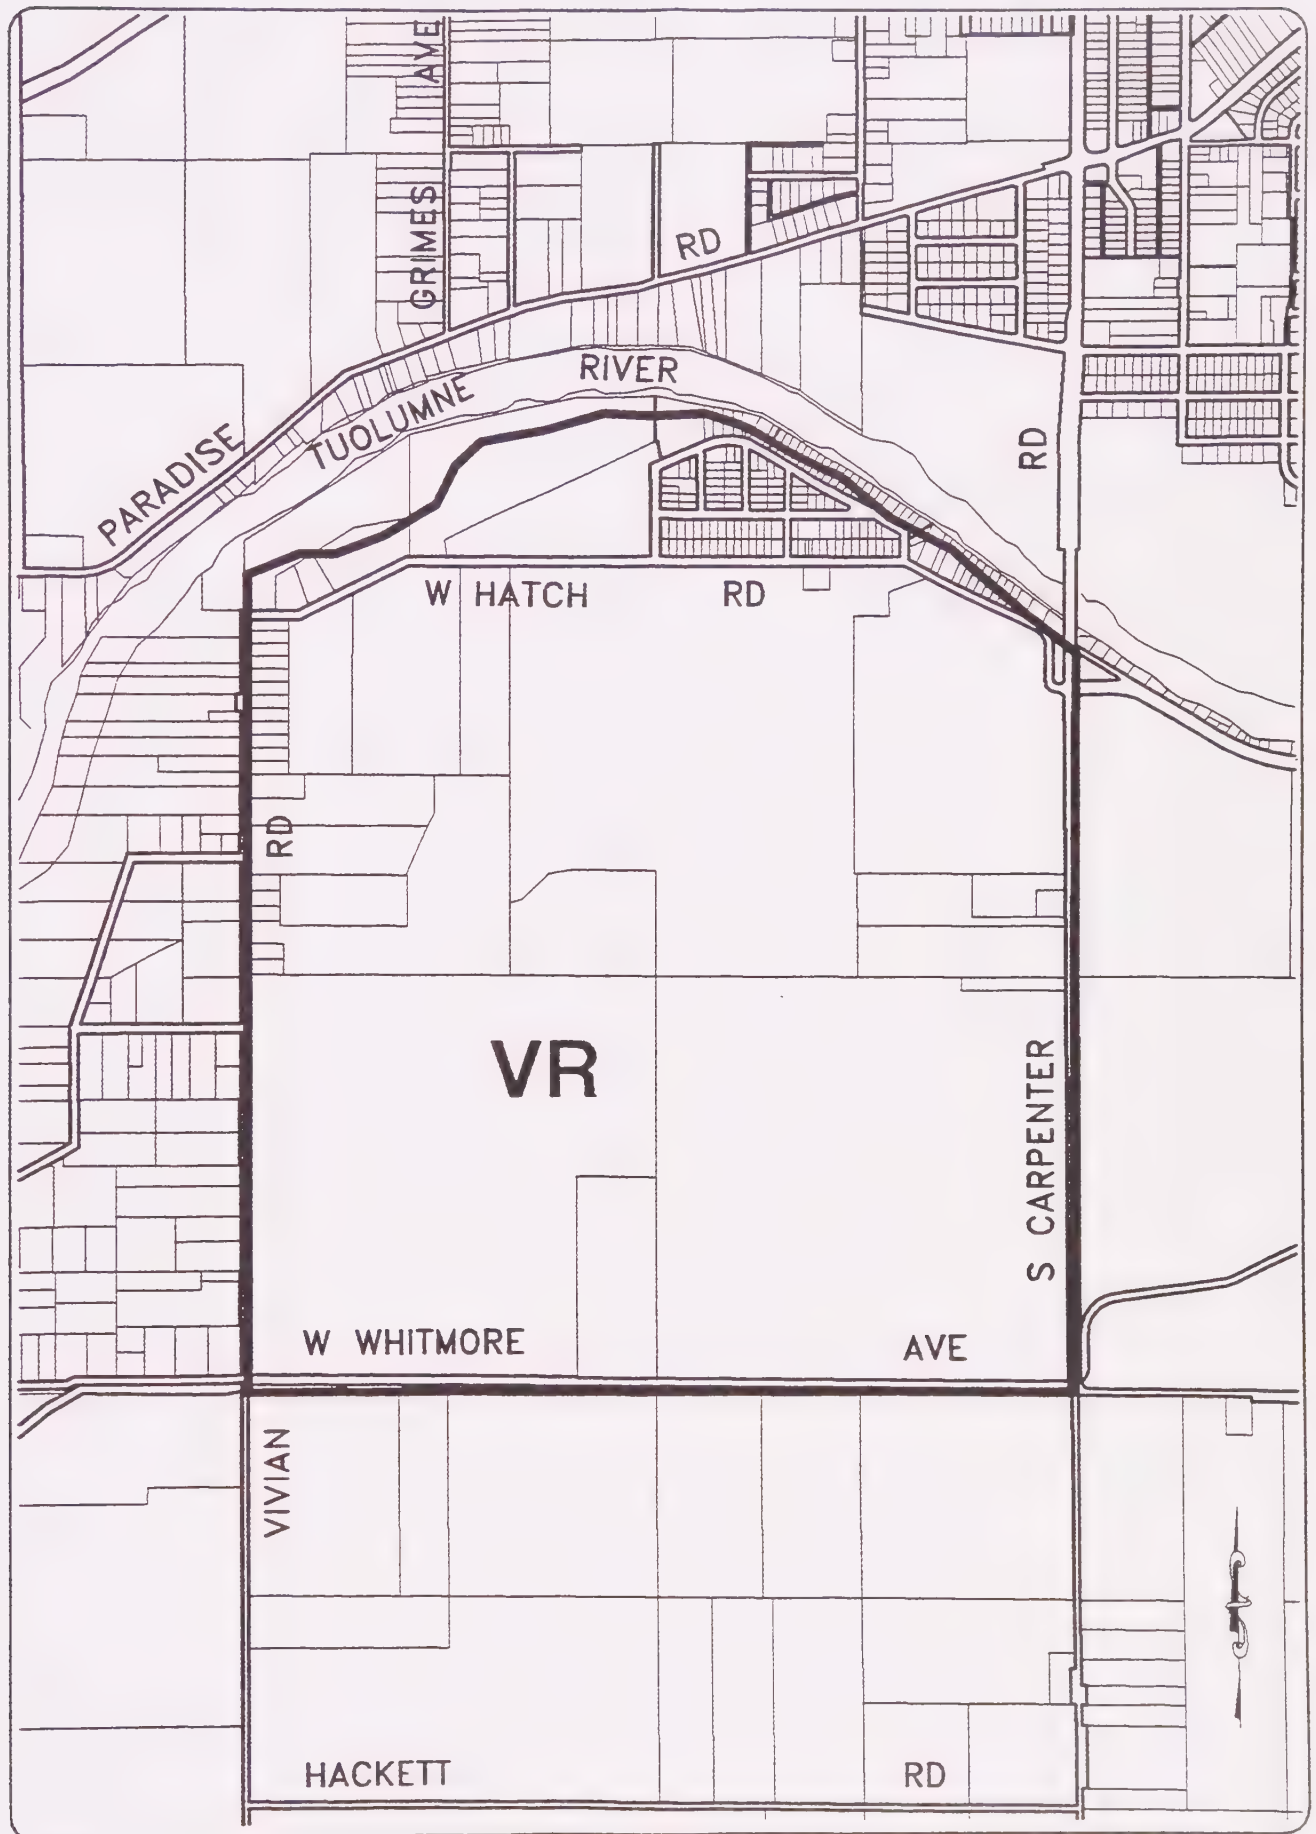 GRIMES AVE
PARADISE RD
TUOLUMNE RIVER
RD
W HATCH RD
RD
VR
S CARPENTER
W WHITMORE AVE
VIVIAN
HACKETT RD